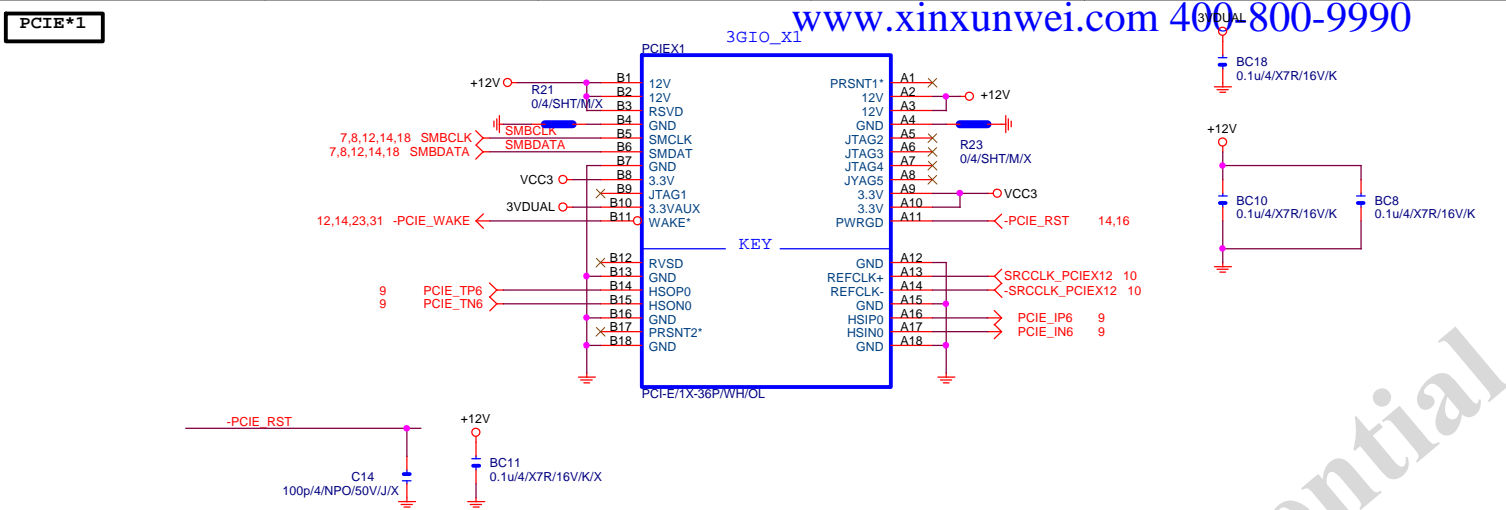 PCIE*1
www.xinxunwei.com 400-800-9990
3VDUAL
BC18
0.1u/4/X7R/16V/K
3GIO_X1
PCIEX1
+12V
R21
0/4/SHT/M/X
B1 12V
B2 12V
B3 RSVD
B4 GND
7,8,12,14,18 SMBCLK SMBCLK B5 SMCLK
7,8,12,14,18 SMBDATA SMBDATA B6 SMDAT
B7 GND
VCC3 B8 3.3V
B9 JTAG1
3VDUAL B10 3.3VAUX
12,14,23,31 -PCIE_WAKE B11 WAKE*
KEY
B12 RVSD
B13 GND
9 PCIE_TP6 B14 HSOP0
9 PCIE_TN6 B15 HSON0
B16 GND
B17 PRSNT2*
B18 GND
PRSNT1* A1
12V A2 +12V
12V A3
GND A4
R23
0/4/SHT/M/X
JTAG2 A5
JTAG3 A6
JTAG4 A7
JYAG5 A8
3.3V A9 VCC3
3.3V A10
PWRGD A11 -PCIE_RST 14,16
GND A12
REFCLK+ A13 SRCCLK_PCIEX12 10
REFCLK- A14 -SRCCLK_PCIEX12 10
GND A15
HSIP0 A16 PCIE_IP6 9
HSIN0 A17 PCIE_IN6 9
GND A18
PCI-E/1X-36P/WH/OL
+12V
BC10
0.1u/4/X7R/16V/K
BC8
0.1u/4/X7R/16V/K
-PCIE_RST
C14
100p/4/NPO/50V/J/X
+12V
BC11
0.1u/4/X7R/16V/K/X